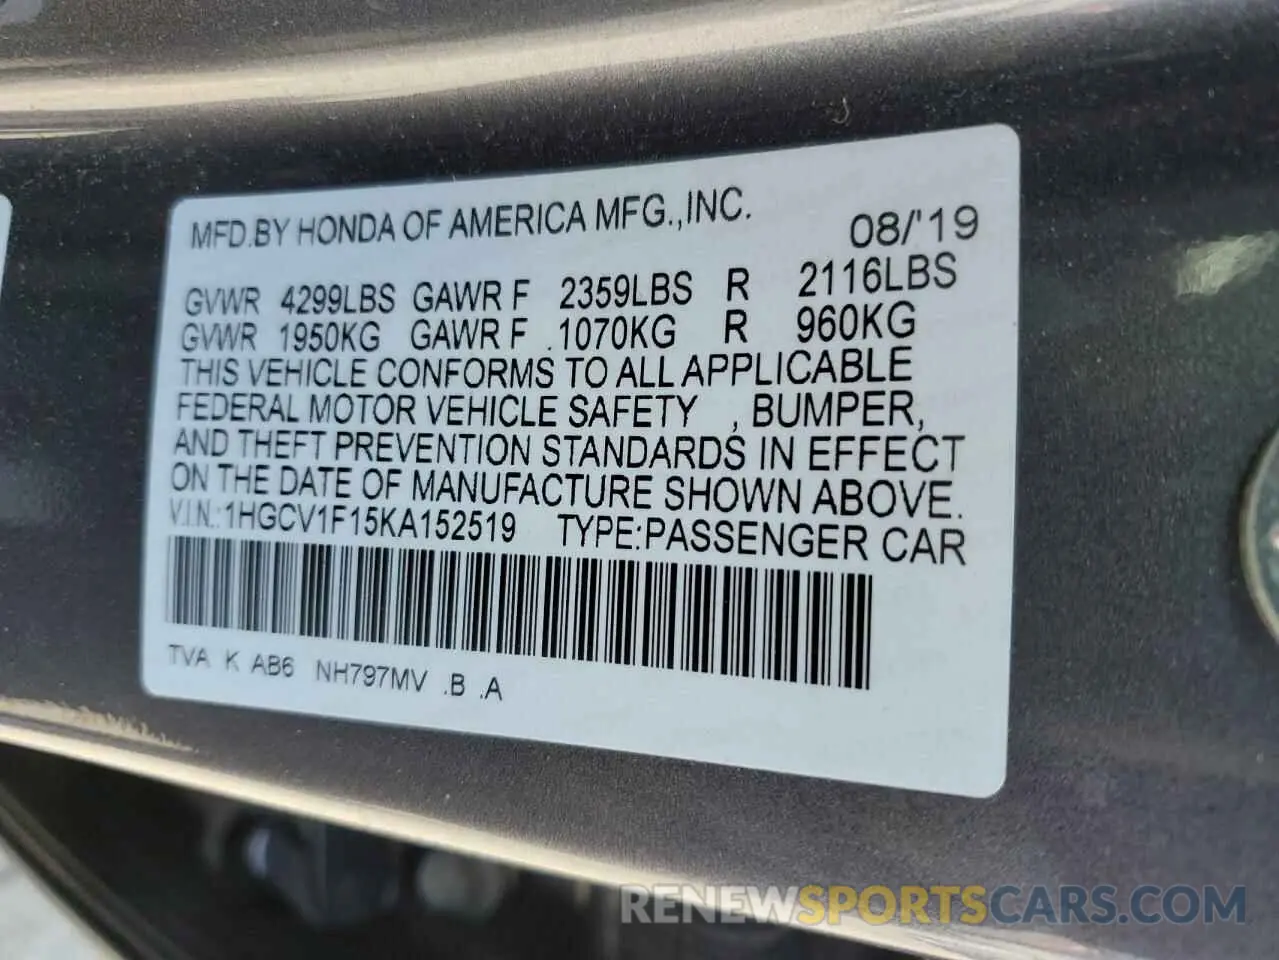 MFD.BY HONDA OF AMERICA MFG.,INC. 08/'19
GVWR 4299LBS GAWR F 2359LBS R 2116LBS
GVWR 1950KG GAWR F .1070KG R 960KG
THIS VEHICLE CONFORMS TO ALL APPLICABLE
FEDERAL MOTOR VEHICLE SAFETY , BUMPER,
AND THEFT PREVENTION STANDARDS IN EFFECT
ON THE DATE OF MANUFACTURE SHOWN ABOVE.
V.I.N.:1HGCV1F15KA152519 TYPE:PASSENGER CAR
TVA K AB6 NH797MV .B .A
RENEWSPORTSCARS.COM